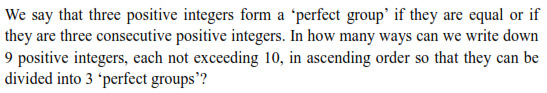 We say that three positive integers form a ‘perfect group’ if they are equal or if
they are three consecutive positive integers. In how many ways can we write down
9 positive integers, each not exceeding 10, in ascending order so that they can be
divided into 3 ‘perfect groups’?